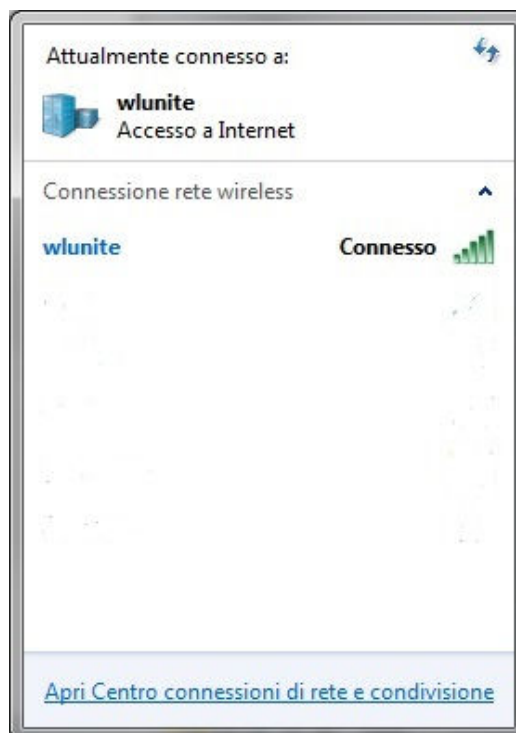 Attualmente connesso a:
wlunite
Accesso a Internet
Connessione rete wireless
wlunite Connesso
Apri Centro connessioni di rete e condivisione